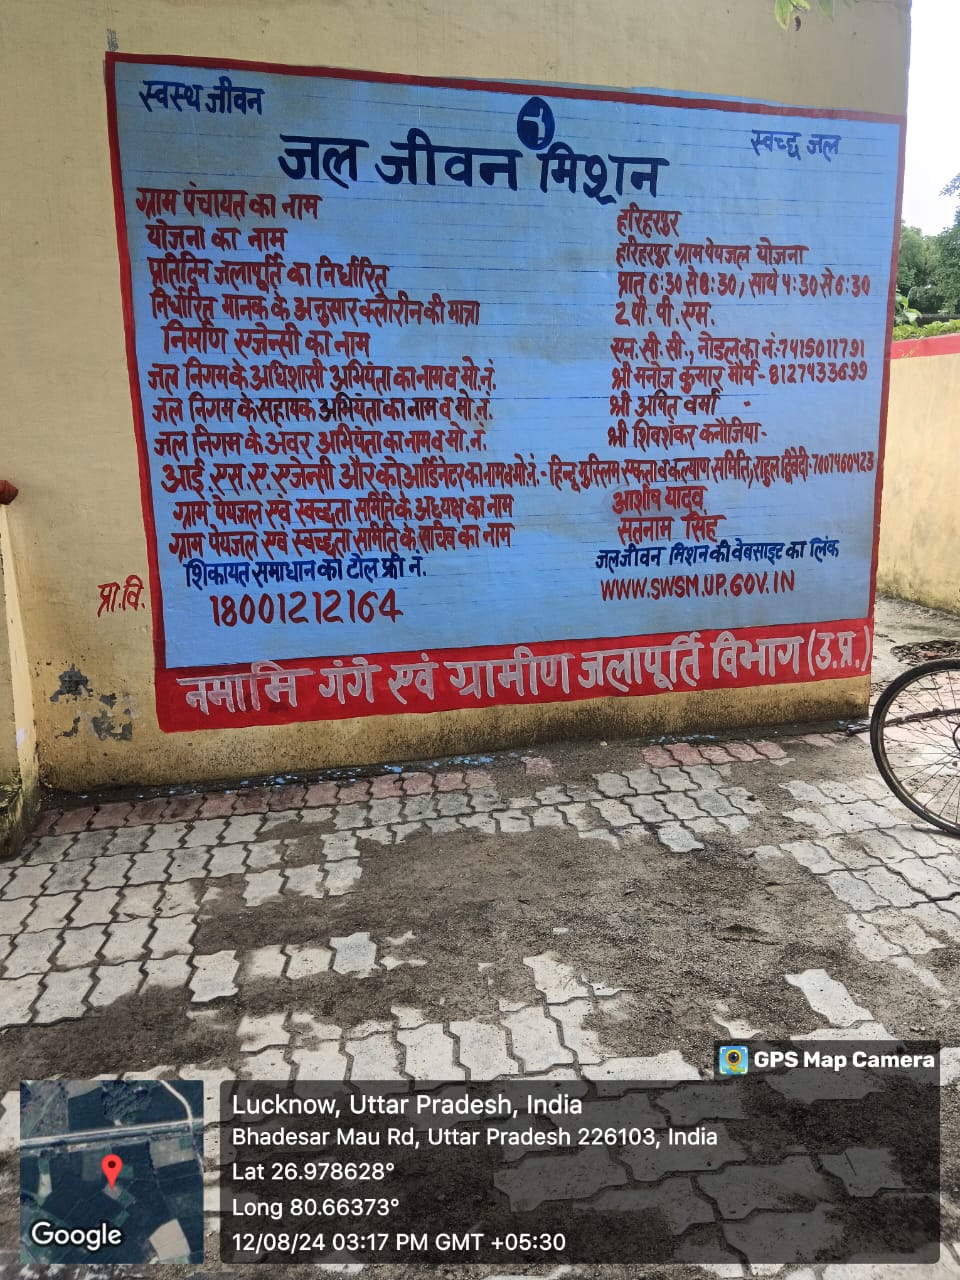 स्वस्थ जीवन
स्वच्छ जल
जल जीवन मिशन
ग्राम पंचायत का नाम हरिहरपुर
योजना का नाम हरिहरपुर ग्राम पेयजल योजना
प्रतितिन जलापूर्ति का निर्धारित प्रात 6:30 से 8:30, सायं 4:30 से 6:30
निर्धारित मानक के अनुसार क्लोरीन की मात्रा 2 पी. पी. एम.
निर्माण एजेन्सी का नाम एन. सी. सी., नोडल का नं:- 7415011791
जल निगम के अधिशासी अभियंता का नाम व मो. नं. श्री मनोज कुमार मौर्य - 8127433699
जल निगम के सहायक अभियंता का नाम व मो. नं. श्री अमित वर्मा -
जल निगम के अवर अभियंता का नाम व मो. नं. श्री शिवशंकर कनौजिया -
आई. एस. ए. एजेन्सी और कोआर्डिनेटर का नाम व मो. नं. - हिन्दू मुस्लिम एकता व कल्याण समिति, राहुल द्विवेदी - 7007460423
ग्राम पेयजल एवं स्वच्छता समिति के अध्यक्ष का नाम आशीष यादव
ग्राम पेयजल एवं स्वच्छता समिति के सचिव का नाम सतनाम सिंह
शिकायत समाधान का टोल फ्री नं. जल जीवन मिशन की वेबसाइट का लिंक
18001212164 WWW.SWSM.UP.GOV.IN
प्रा. वि.
नमामि गंगे एवं ग्रामीण जलापूर्ति विभाग (उ.प्र.)
GPS Map Camera
Lucknow, Uttar Pradesh, India
Bhadesar Mau Rd, Uttar Pradesh 226103, India
Lat 26.978628°
Long 80.66373°
12/08/24 03:17 PM GMT +05:30
Google